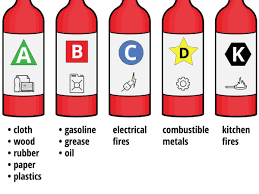 A B C D K
• cloth
• wood
• rubber
• paper
• plastics
• gasoline
• grease
• oil
electrical
fires
combustible
metals
kitchen
fires